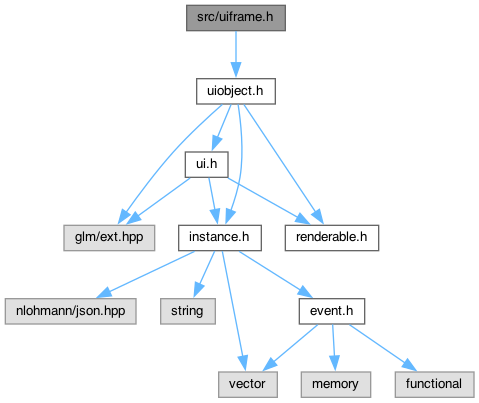 src/uiframe.h
uiobject.h
ui.h
glm/ext.hpp
instance.h
renderable.h
nlohmann/json.hpp
string
event.h
vector
memory
functional